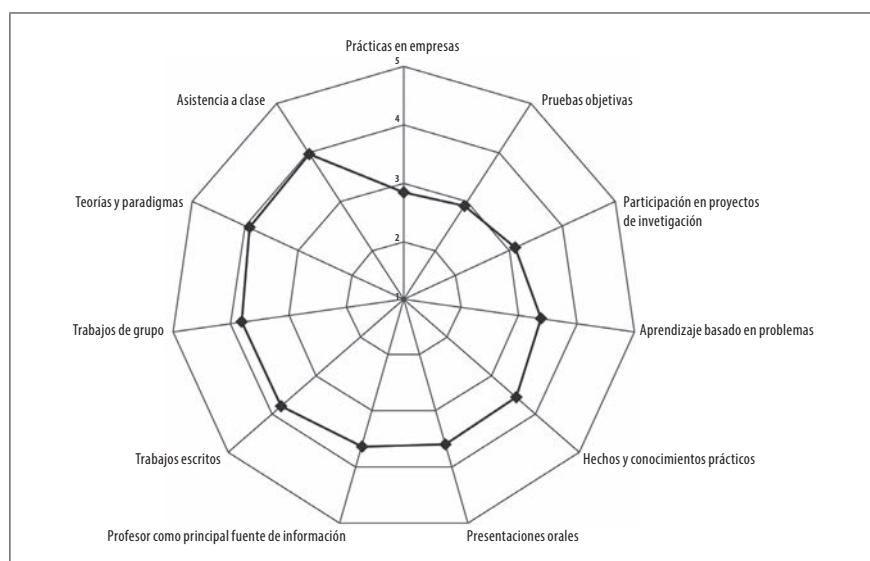 Prácticas en empresas
5
Asistencia a clase
Pruebas objetivas
4
3
Teorías y paradigmas
Participación en proyectos
de invetigación
2
1
Trabajos de grupo
Aprendizaje basado en problemas
Trabajos escritos
Hechos y conocimientos prácticos
Profesor como principal fuente de información
Presentaciones orales